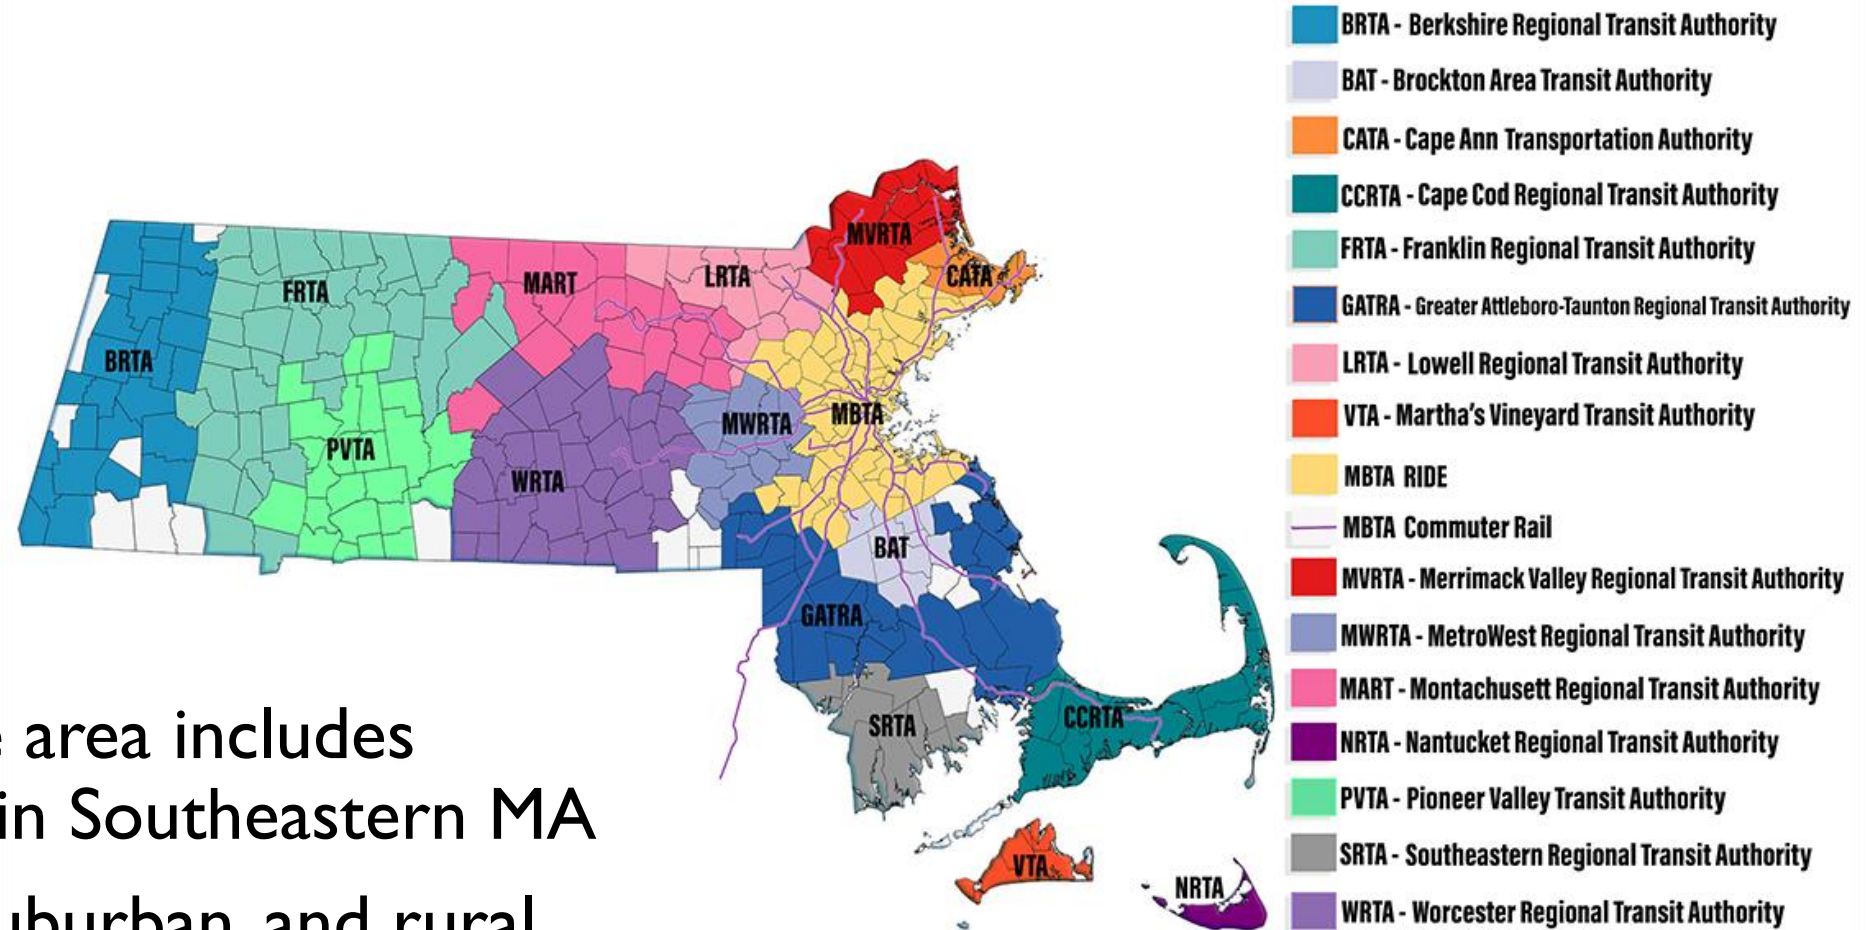 BRTA - Berkshire Regional Transit Authority
BAT - Brockton Area Transit Authority
CATA - Cape Ann Transportation Authority
CCRTA - Cape Cod Regional Transit Authority
FRTA - Franklin Regional Transit Authority
GATRA - Greater Attleboro-Taunton Regional Transit Authority
LRTA - Lowell Regional Transit Authority
VTA - Martha's Vineyard Transit Authority
MBTA RIDE
MBTA Commuter Rail
MVRTA - Merrimack Valley Regional Transit Authority
MWRTA - MetroWest Regional Transit Authority
MART - Montachusett Regional Transit Authority
NRTA - Nantucket Regional Transit Authority
PVTA - Pioneer Valley Transit Authority
SRTA - Southeastern Regional Transit Authority
WRTA - Worcester Regional Transit Authority
MVRTA
CATA
LRTA
MART
FRTA
BRTA
MBTA
MWRTA
PVTA
WRTA
BAT
GATRA
CCRTA
SRTA
VTA
NRTA
area includes
in Southeastern MA
uburban and rural